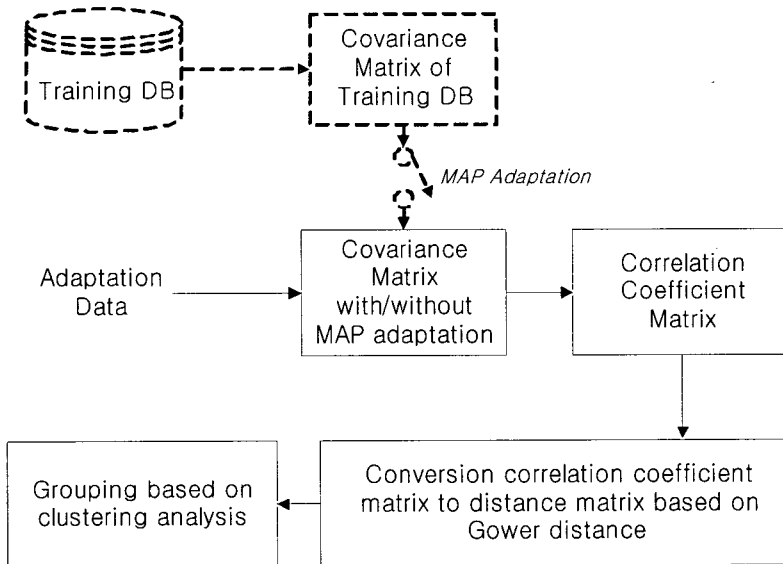 Training DB
Covariance
Matrix of
Training DB
MAP Adaptation
Adaptation
Data
Covariance
Matrix
with/without
MAP adaptation
Correlation
Coefficient
Matrix
Grouping based on
clustering analysis
Conversion correlation coefficient
matrix to distance matrix based on
Gower distance